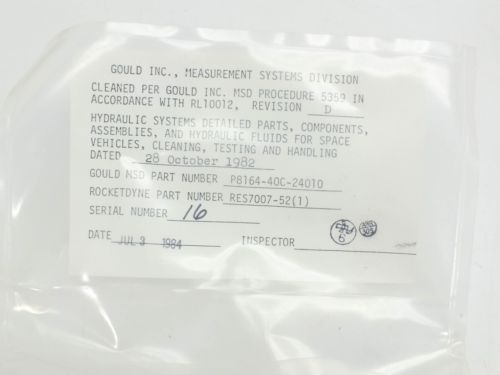 GOULD INC., MEASUREMENT SYSTEMS DIVISION
CLEANED PER GOULD INC. MSD PROCEDURE 5359 IN
ACCORDANCE WITH RL10012, REVISION D
HYDRAULIC SYSTEMS DETAILED PARTS, COMPONENTS,
ASSEMBLIES, AND HYDRAULIC FLUIDS FOR SPACE
VEHICLES, CLEANING, TESTING AND HANDLING
DATED 28 October 1982
GOULD MSD PART NUMBER P8164-40C-24010
ROCKETDYNE PART NUMBER RES7007-52(1)
SERIAL NUMBER 16
DATE JUL 3 1984 INSPECTOR